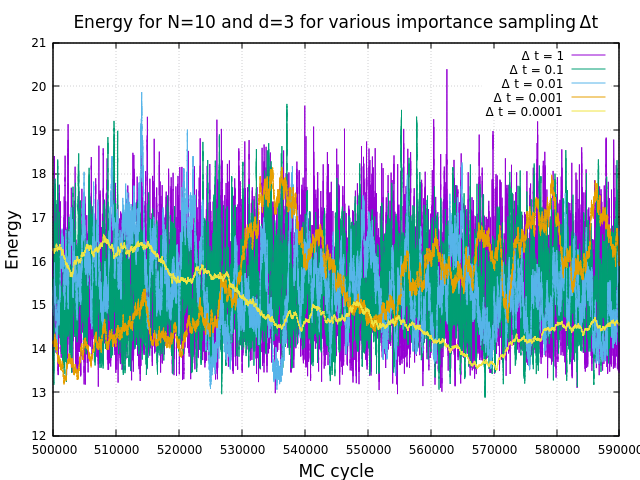 Energy for N=10 and d=3 for various importance sampling Δt
Δ t = 1
Δ t = 0.1
Δ t = 0.01
Δ t = 0.001
Δ t = 0.0001
Energy
21
20
19
18
17
16
15
14
13
12
500000 510000 520000 530000 540000 550000 560000 570000 580000 590000
MC cycle